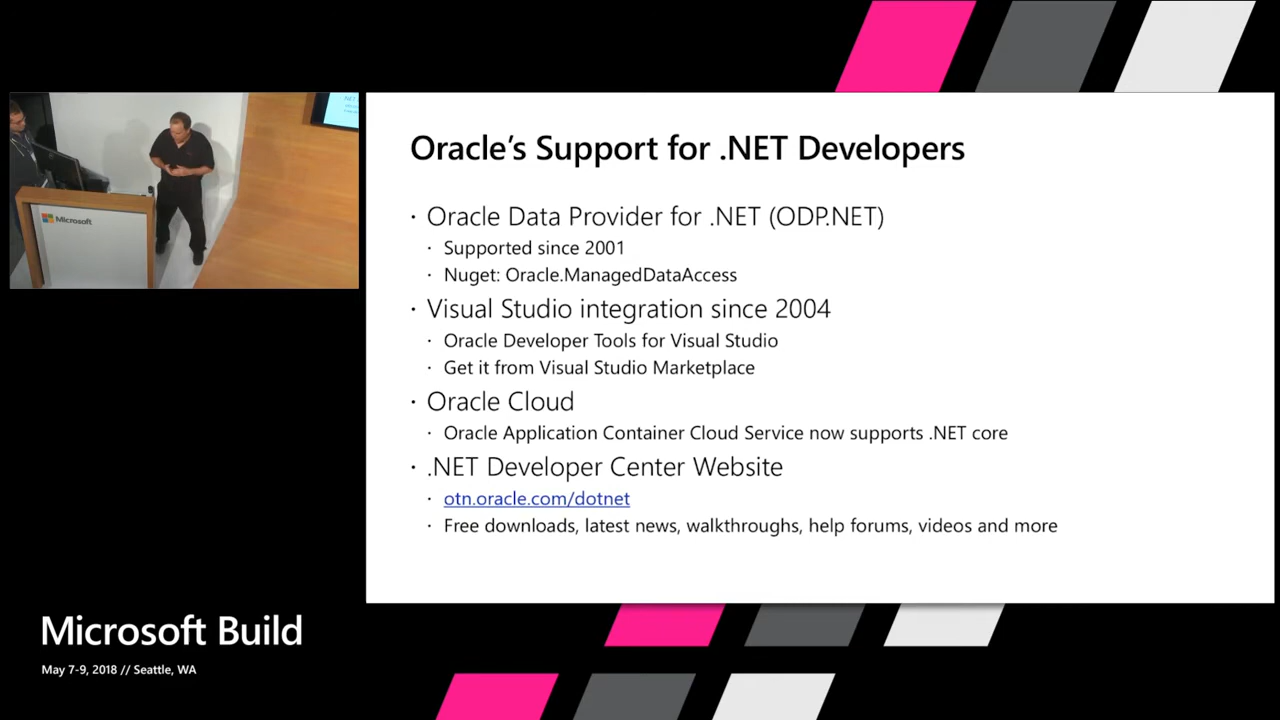 Microsoft
Oracle's Support for .NET Developers
· Oracle Data Provider for .NET (ODP.NET)
· Supported since 2001
· Nuget: Oracle.ManagedDataAccess
· Visual Studio integration since 2004
· Oracle Developer Tools for Visual Studio
· Get it from Visual Studio Marketplace
· Oracle Cloud
· Oracle Application Container Cloud Service now supports .NET core
· .NET Developer Center Website
· otn.oracle.com/dotnet
· Free downloads, latest news, walkthroughs, help forums, videos and more
Microsoft Build
May 7-9, 2018 // Seattle, WA